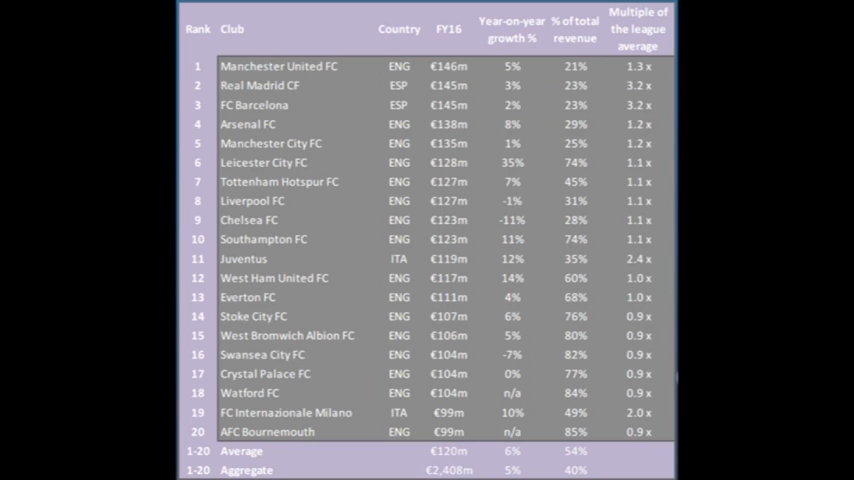 Rank Club Country FY16 Year-on-year growth % % of total revenue Multiple of the league average
1 Manchester United FC ENG €146m 5% 21% 1.3 x
2 Real Madrid CF ESP €145m 3% 23% 3.2 x
3 FC Barcelona ESP €145m 2% 23% 3.2 x
4 Arsenal FC ENG €138m 8% 29% 1.2 x
5 Manchester City FC ENG €135m 1% 25% 1.2 x
6 Leicester City FC ENG €128m 35% 74% 1.1 x
7 Tottenham Hotspur FC ENG €127m 7% 45% 1.1 x
8 Liverpool FC ENG €127m -1% 31% 1.1 x
9 Chelsea FC ENG €123m -11% 28% 1.1 x
10 Southampton FC ENG €123m 11% 74% 1.1 x
11 Juventus ITA €119m 12% 35% 2.4 x
12 West Ham United FC ENG €117m 14% 60% 1.0 x
13 Everton FC ENG €111m 4% 68% 1.0 x
14 Stoke City FC ENG €107m 6% 76% 0.9 x
15 West Bromwich Albion FC ENG €106m 5% 80% 0.9 x
16 Swansea City FC ENG €104m -7% 82% 0.9 x
17 Crystal Palace FC ENG €104m 0% 77% 0.9 x
18 Watford FC ENG €104m n/a 84% 0.9 x
19 FC Internazionale Milano ITA €99m 10% 49% 2.0 x
20 AFC Bournemouth ENG €99m n/a 85% 0.9 x
1-20 Average €120m 6% 54%
1-20 Aggregate €2,408m 5% 40%